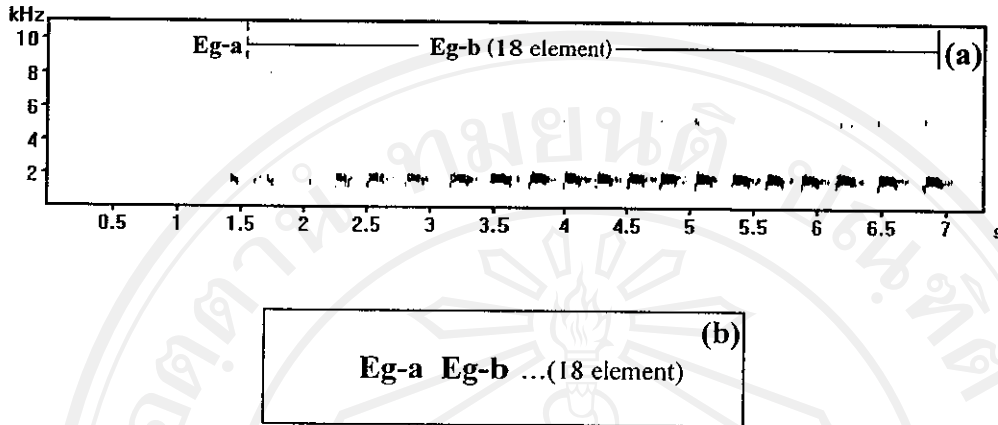 kHz
10
8
6
4
2
Eg-a
Eg-b (18 element)
(a)
0.5 1 1.5 2 2.5 3 3.5 4 4.5 5 5.5 6 6.5 7 s
(b)
Eg-a Eg-b ...(18 element)